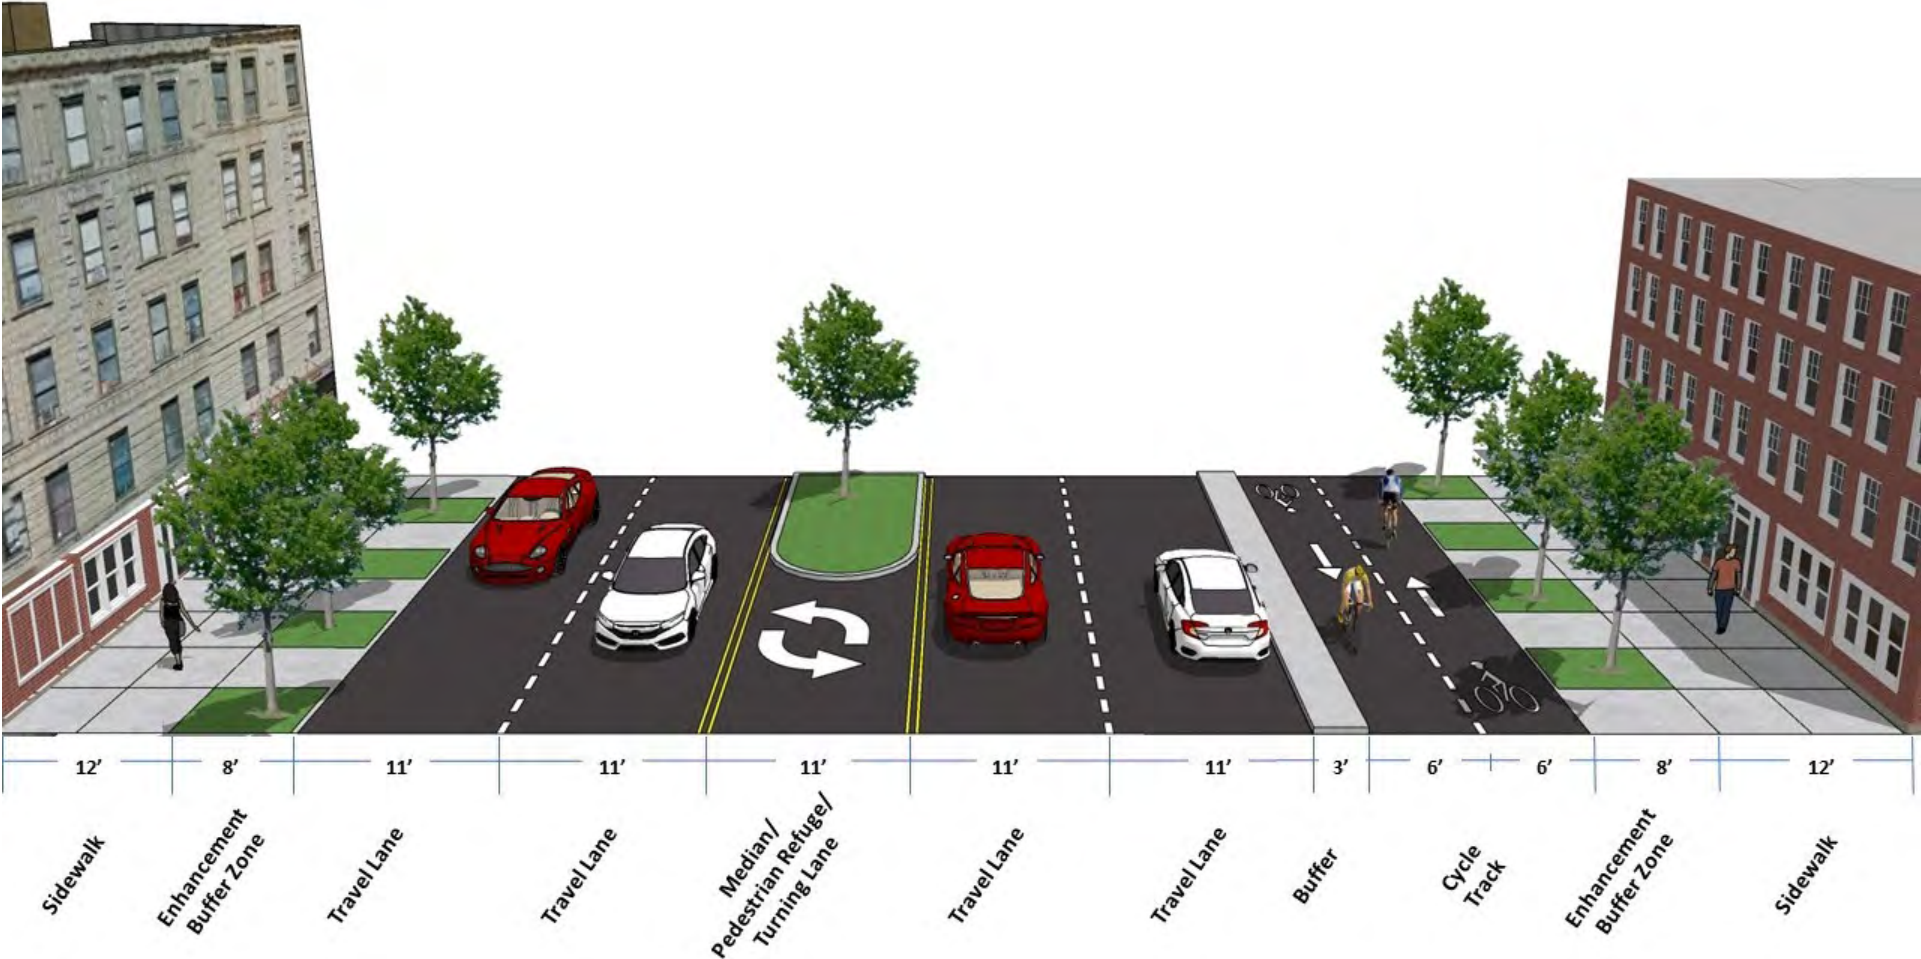 12’ 8’ 11’ 11’ 11’ 11’ 11’ 3’ 6’ 6’ 8’ 12’
Sidewalk
Enhancement
Buffer Zone
Travel Lane
Travel Lane
Median/
Pedestrian Refuge/
Turning Lane
Travel Lane
Travel Lane
Buffer
Cycle
Track
Enhancement
Buffer Zone
Sidewalk